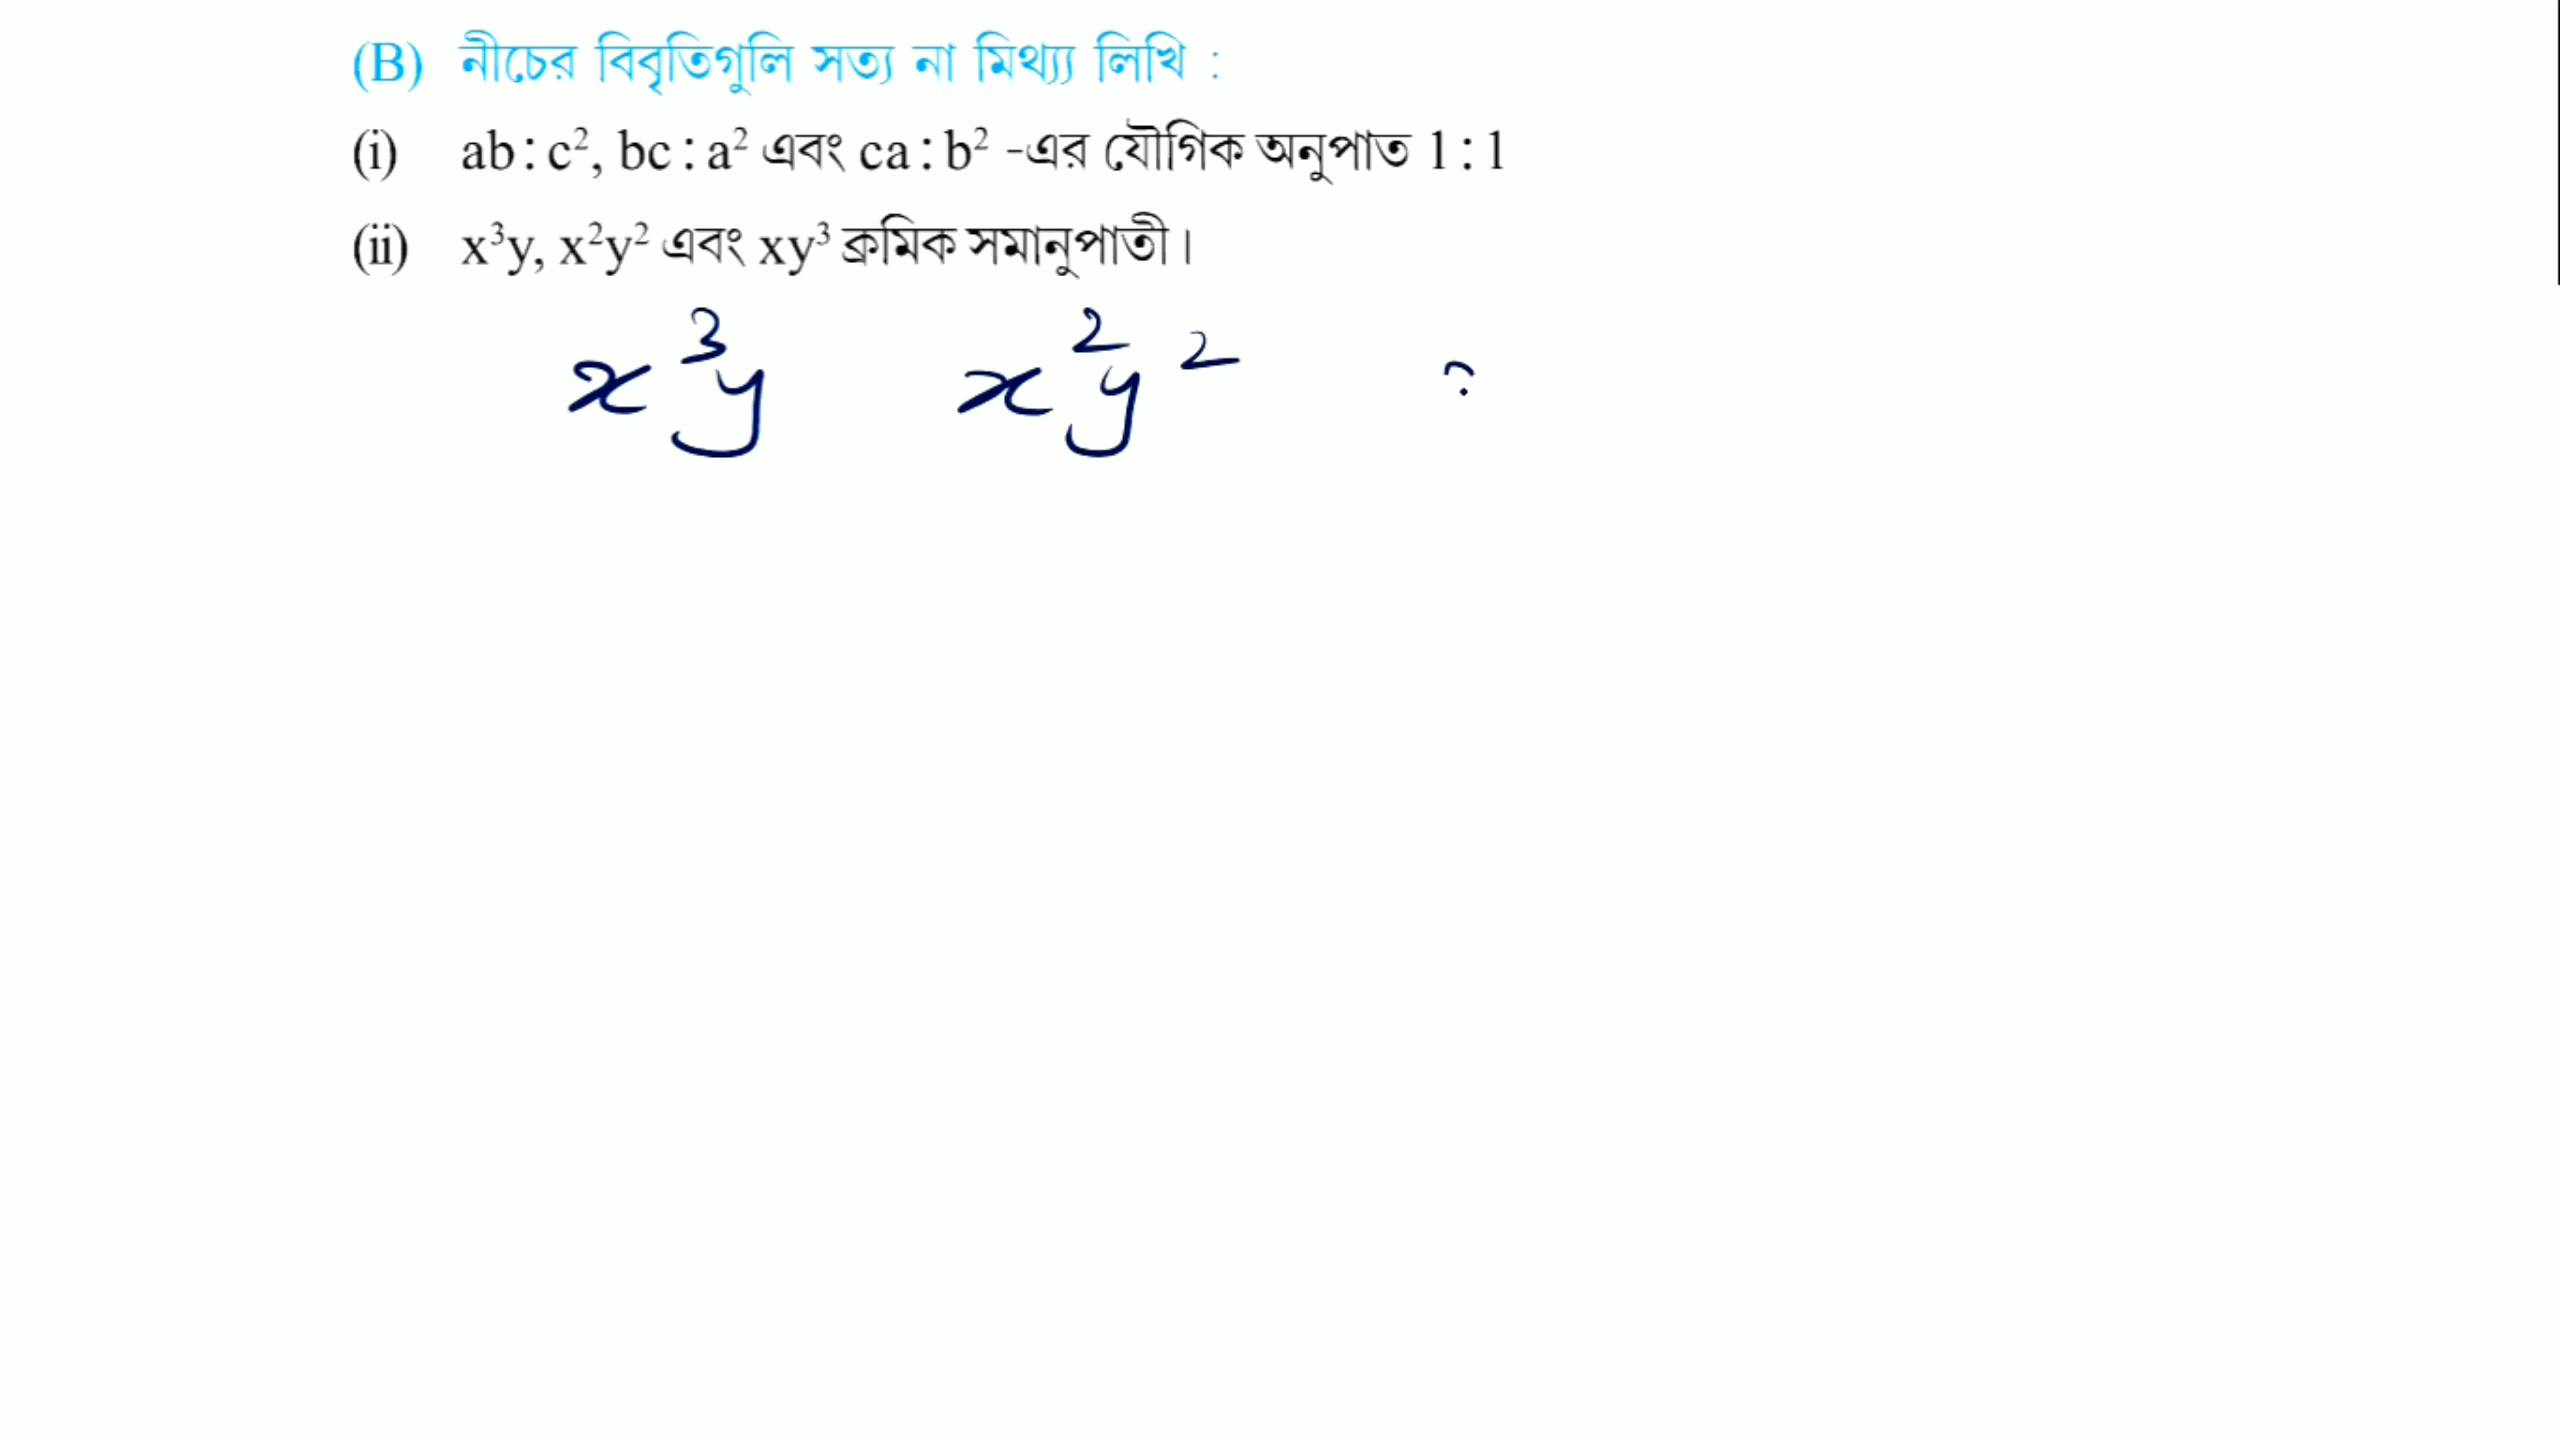 (B) নীচের বিবৃতিগুলি সত্য না মিথ্যা লিখি :
(i) ab : c², bc : a² এবং ca : b² -এর যৌগিক অনুপাত 1 : 1
(ii) x³y, x²y² এবং xy³ ক্রমিক সমানুপাতী।
x³y x²y²